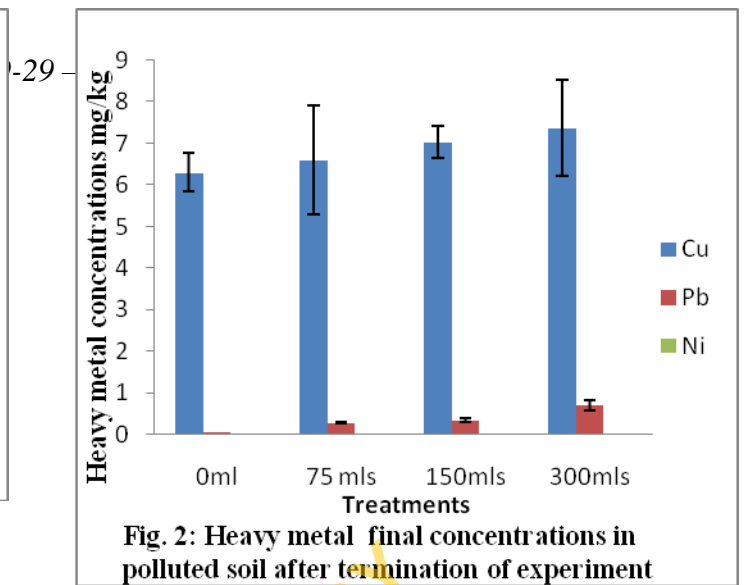 -29 –
Heavy metal concentrations mg/kg
9
8
7
6
5
4
3
2
1
0
0ml 75 mls 150mls 300mls
Treatments
Cu
Pb
Ni
Fig. 2: Heavy metal final concentrations in
polluted soil after termination of experiment